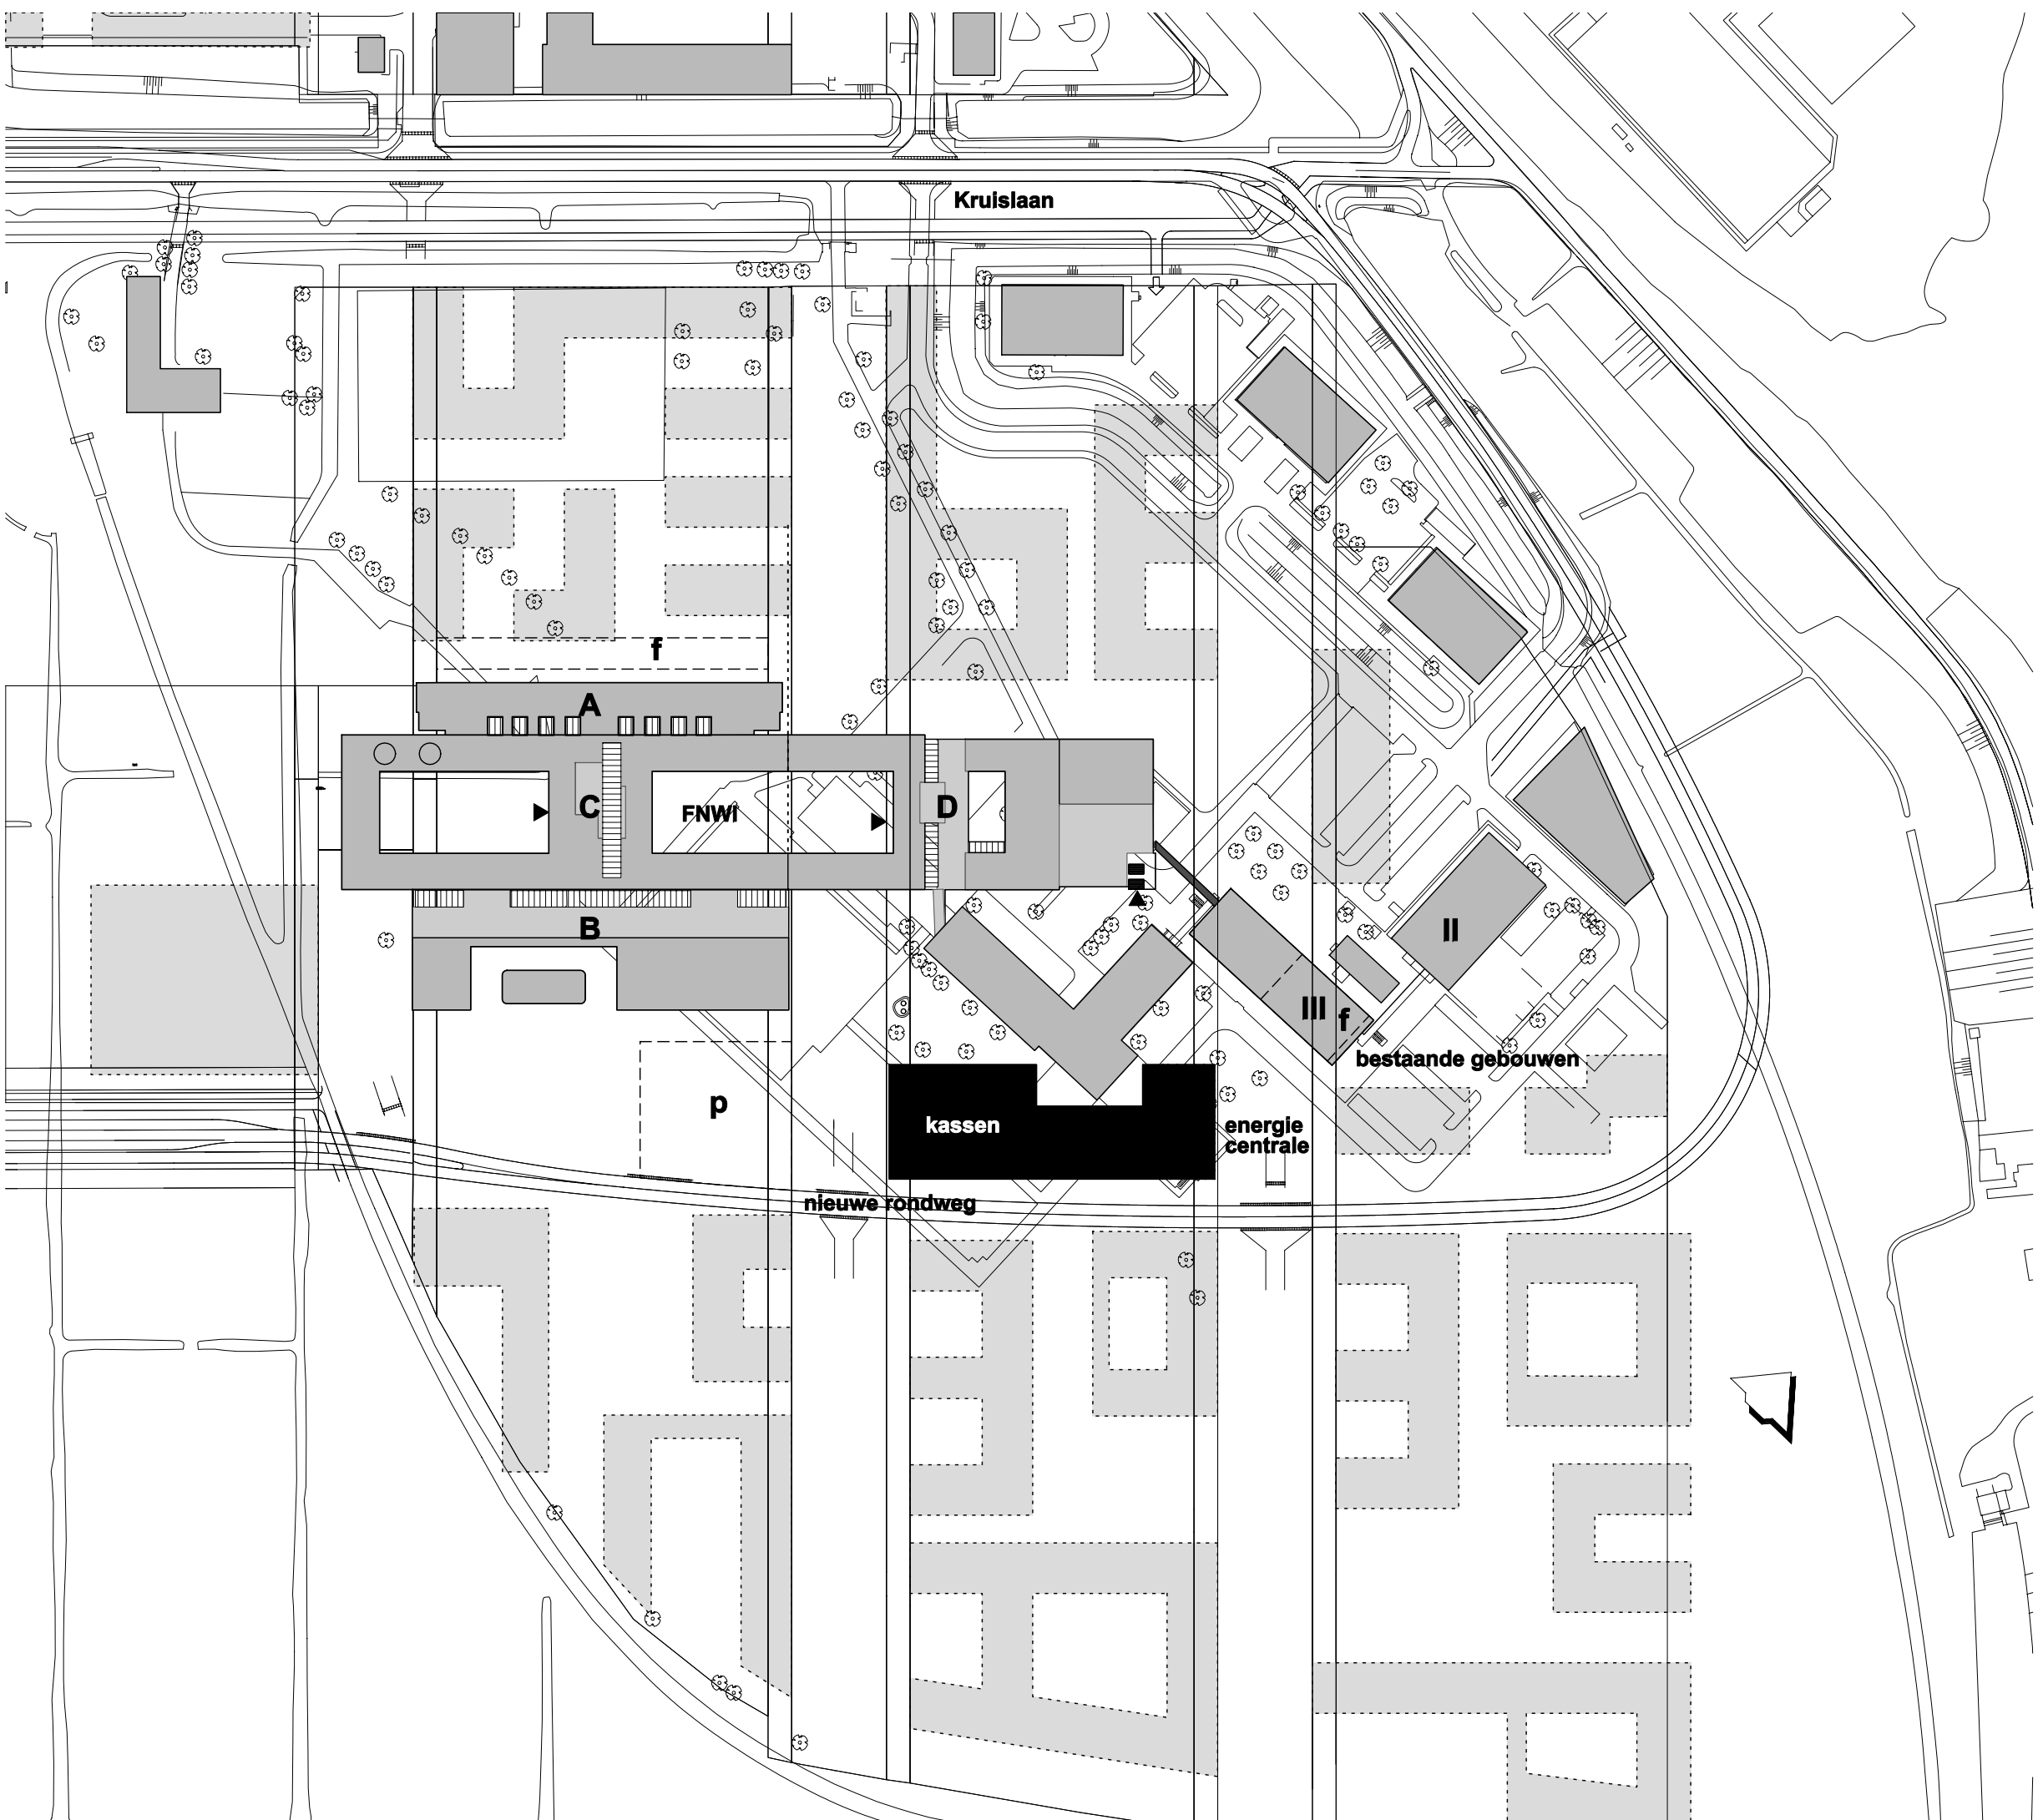 Kruislaan
f
A
C
FNWI
D
B
II
III
f
bestaande gebouwen
p
kassen
energie
centrale
nieuwe rondweg